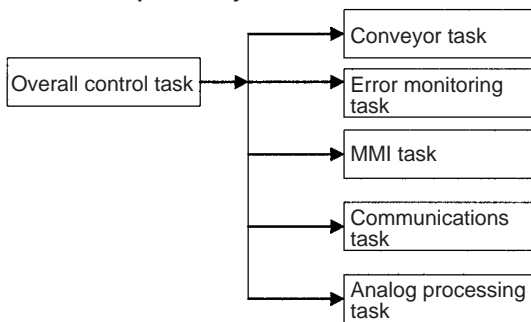 Overall control task
Conveyor task
Error monitoring
task
MMI task
Communications
task
Analog processing
task